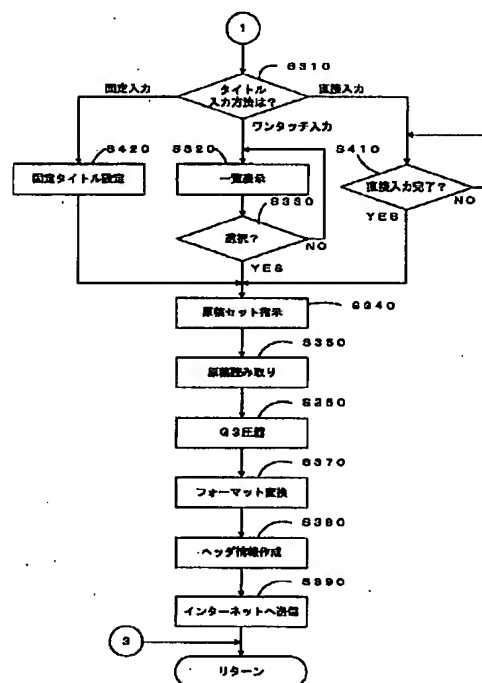 1
S310
タイトル
入力方法は?
固定入力
直接入力
ワンタッチ入力
S420
固定タイトル設定
S320
一覧表示
S410
直接入力完了?
NO
YES
S330
選択?
NO
YES
原稿セット指示
S340
S350
原稿読み取り
G3圧縮
S370
フォーマット変換
S380
ヘッダ情報作成
S390
インターネットへ送信
3
リターン